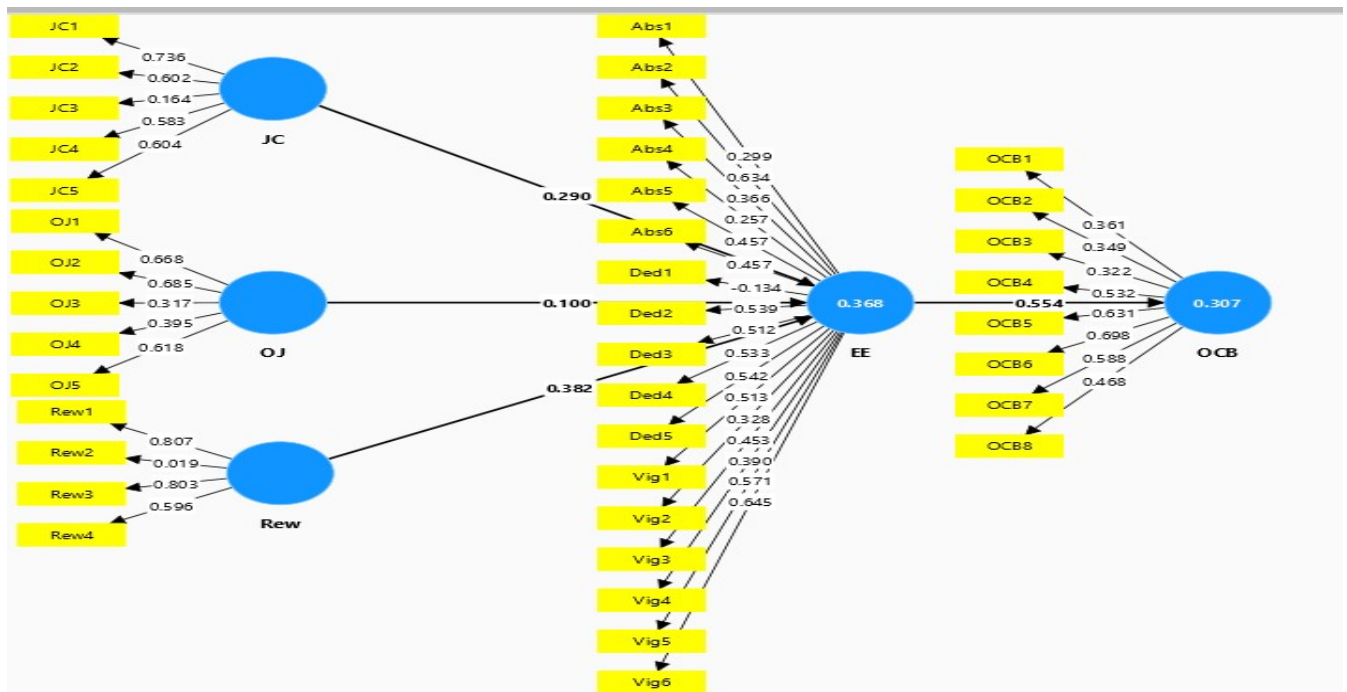 JC1
JC2
JC3
JC4
JC5
0.736
0.602
0.164
0.583
0.604
JC
OJ1
OJ2
OJ3
OJ4
OJ5
0.668
0.685
0.317
0.395
0.618
OJ
Rew1
Rew2
Rew3
Rew4
0.807
0.019
0.803
0.596
Rew
0.290
0.100
0.382
Abs1
Abs2
Abs3
Abs4
Abs5
Abs6
Ded1
Ded2
Ded3
Ded4
Ded5
Vig1
Vig2
Vig3
Vig4
Vig5
Vig6
0.299
0.634
0.366
0.257
0.457
0.457
-0.134
0.539
0.512
0.533
0.542
0.513
0.328
0.453
0.390
0.571
0.645
0.368
EE
0.554
OCB1
OCB2
OCB3
OCB4
OCB5
OCB6
OCB7
OCB8
0.361
0.349
0.322
0.532
0.631
0.698
0.588
0.468
0.307
OCB